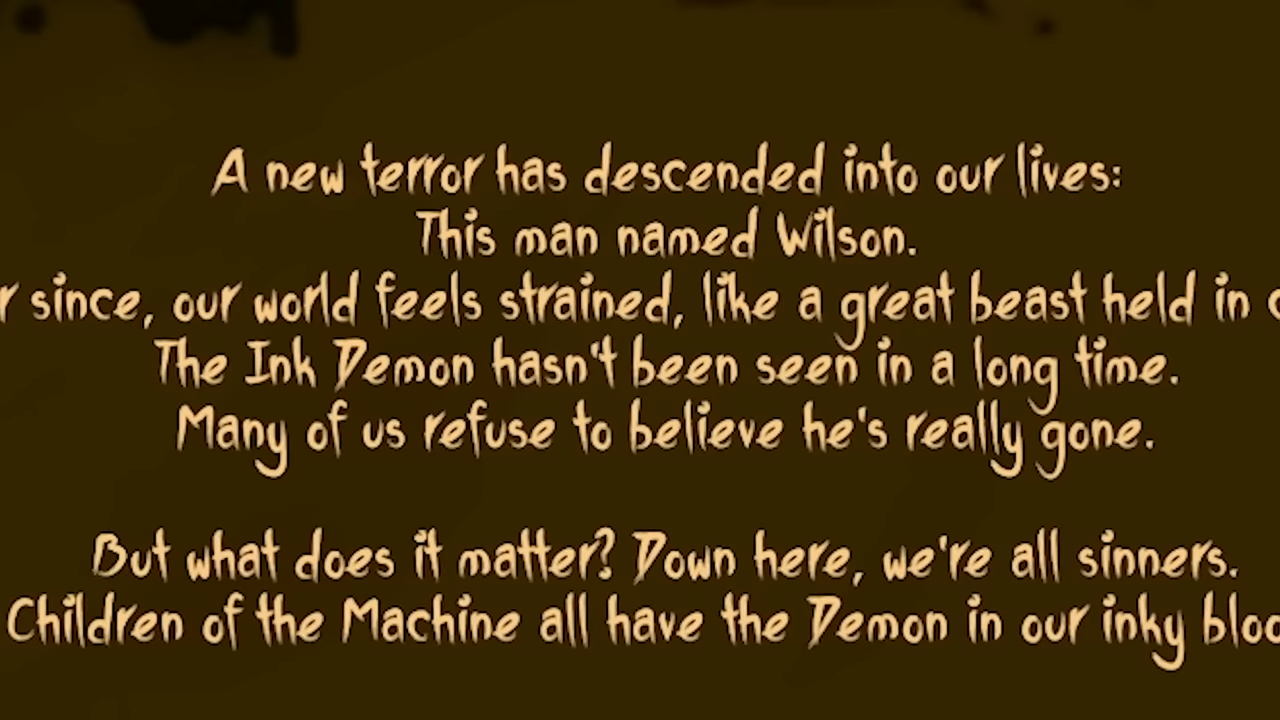 A new terror has descended into our lives:
This man named Wilson.
since, our world feels strained, like a great beast held in
The Ink Demon hasn't been seen in a long time.
Many of us refuse to believe he's really gone.
But what does it matter? Down here, we're all sinners.
Children of the Machine all have the Demon in our inky